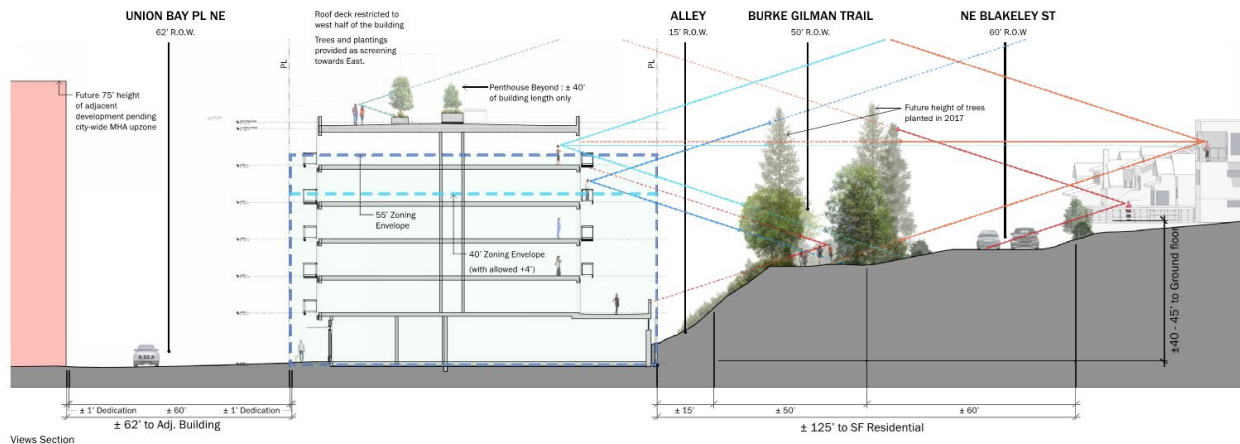 UNION BAY PL NE
62' R.O.W.
Roof deck restricted to
west half of the building
Trees and plantings
provided as screening
towards East.
PL
Penthouse Beyond : ± 40'
of building length only
PL
ALLEY
15' R.O.W.
BURKE GILMAN TRAIL
50' R.O.W.
NE BLAKELEY ST
60' R.O.W.
Future 75' height
of adjacent
development pending
city-wide MHA upzone
Future height of trees
planted in 2017
55' Zoning
Envelope
40' Zoning Envelope
(with allowed +4')
±40 - 45' to Ground floor
± 1' Dedication
± 60'
± 1' Dedication
± 62' to Adj. Building
± 15'
± 50'
± 60'
± 125' to SF Residential
Views Section